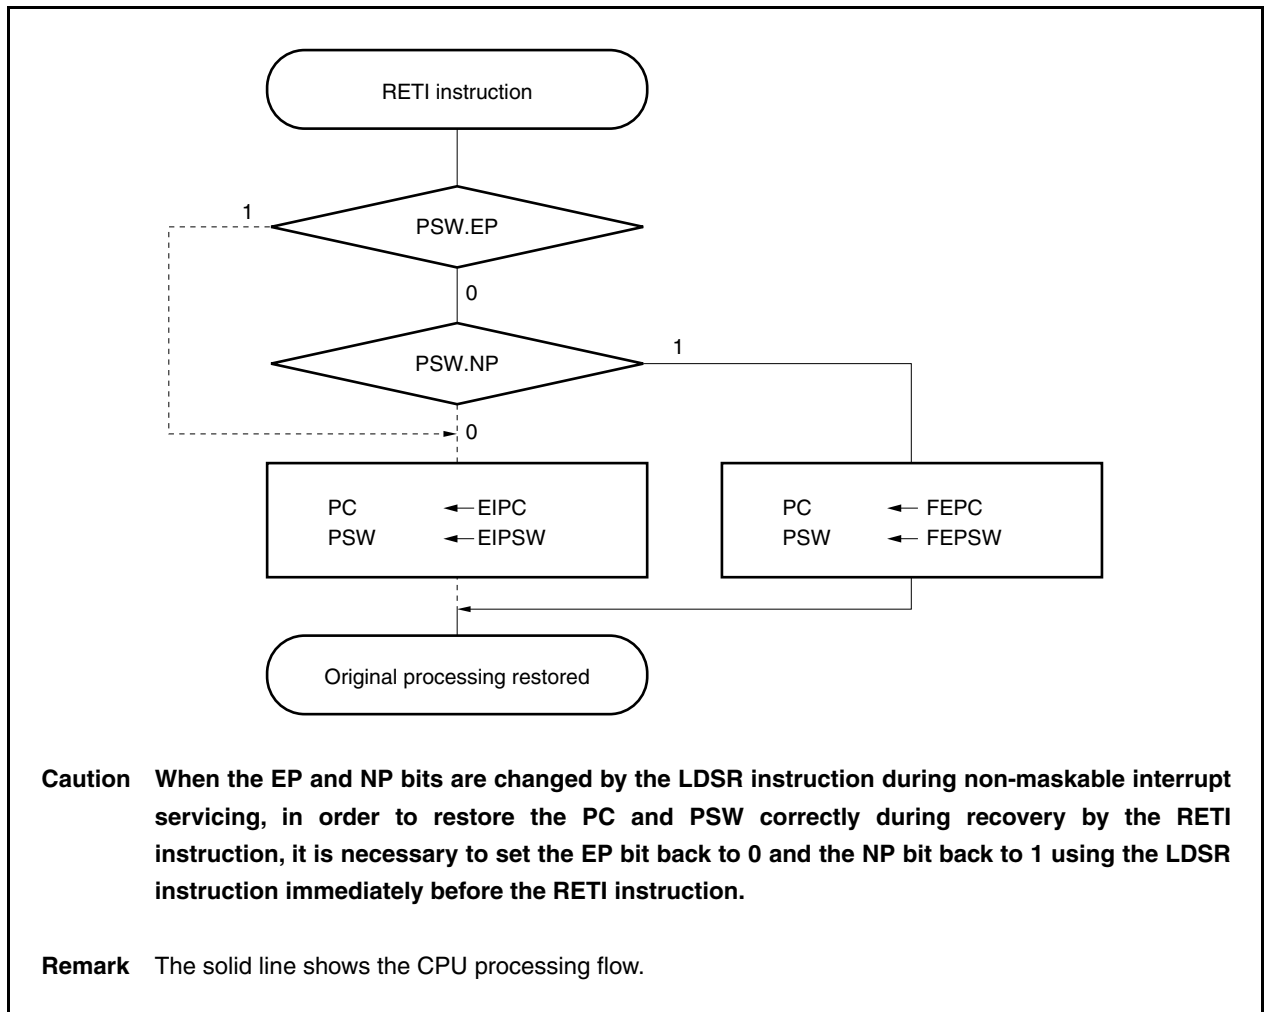 RETI instruction
1
PSW.EP
0
PSW.NP
1
0
PC ← EIPC
PSW ← EIPSW
PC ← FEPC
PSW ← FEPSW
Original processing restored
Caution When the EP and NP bits are changed by the LDSR instruction during non-maskable interrupt
servicing, in order to restore the PC and PSW correctly during recovery by the RETI
instruction, it is necessary to set the EP bit back to 0 and the NP bit back to 1 using the LDSR
instruction immediately before the RETI instruction.
Remark The solid line shows the CPU processing flow.